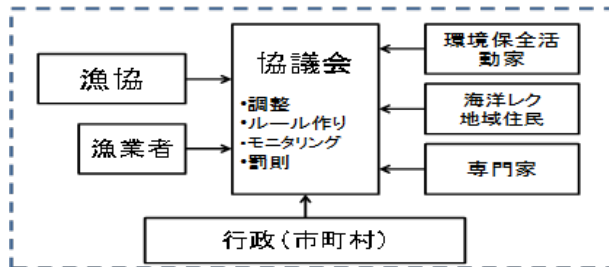 漁協
漁業者
協議会
•調整
•ルール作り
•モニタリング
•罰則
環境保全活
動家
海洋レク
地域住民
専門家
行政(市町村)